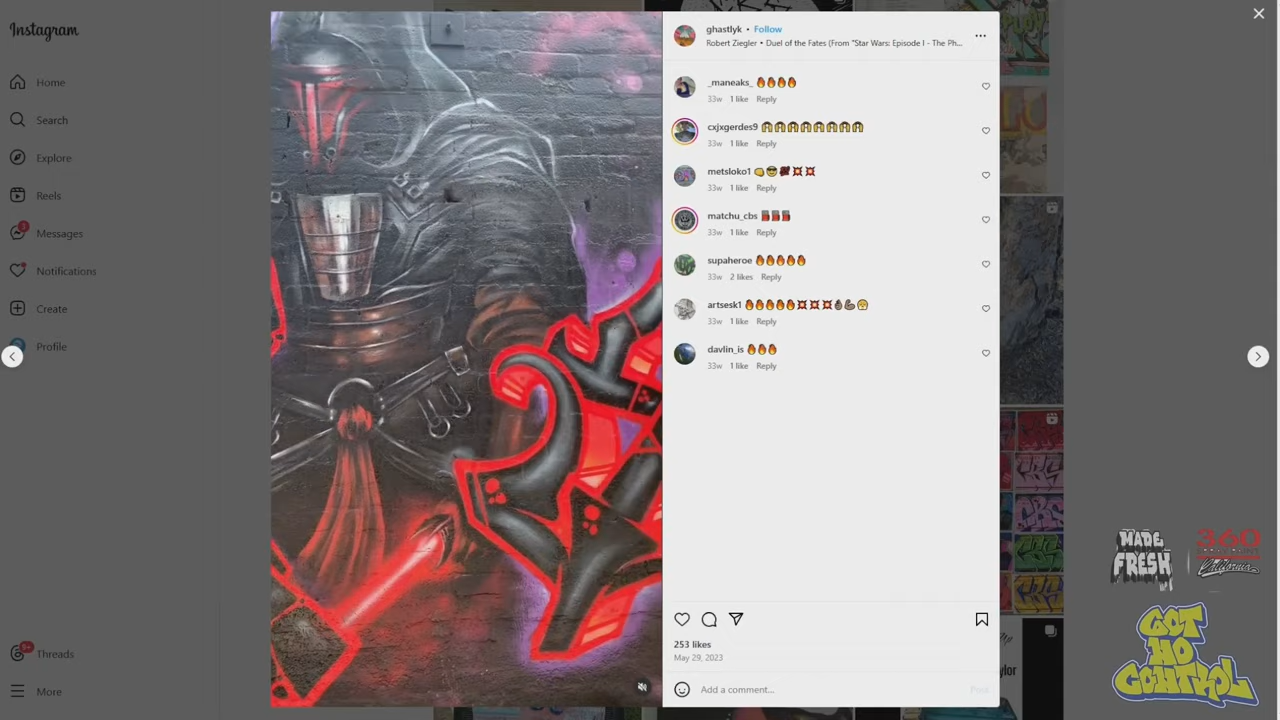 Instagram
Home
Search
Explore
Reels
Messages
Notifications
Create
Profile
9+
Threads
More
ghastlyk • Follow
Robert Ziegler • Duel of the Fates (From "Star Wars: Episode I - The Ph...
_maneaks_ 🔥🔥🔥🔥
33w 1 like Reply
cxjxgerdes9
33w 1 like Reply
metsloko1
33w 1 like Reply
matchu_cbs
33w 1 like Reply
supaheroe 🔥🔥🔥🔥🔥
33w 2 likes Reply
artsesk1
33w 1 like Reply
davlin_is 🔥🔥🔥
33w 1 like Reply
253 likes
May 29, 2023
Add a comment...
Post
MADE
FRESH
360
California
GOT
NO
CONTROL